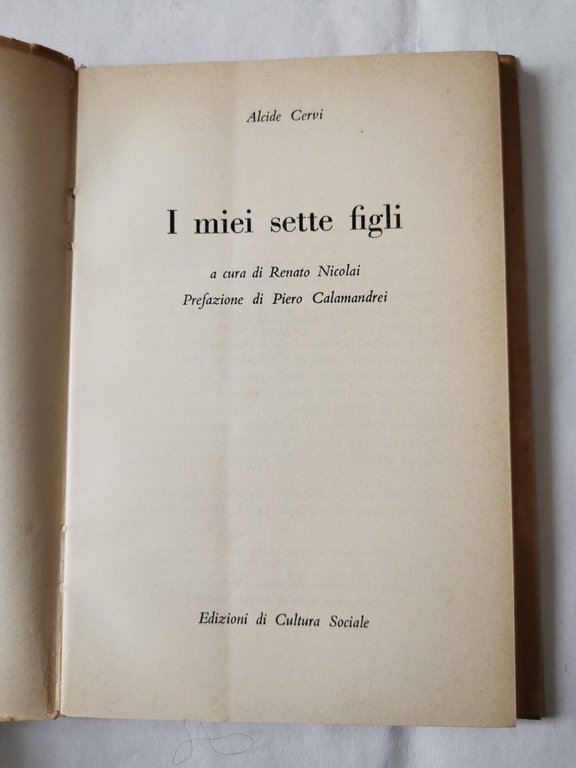 Alcide Cervi
I miei sette figli
a cura di Renato Nicolai
Prefazione di Piero Calamandrei
Edizioni di Cultura Sociale